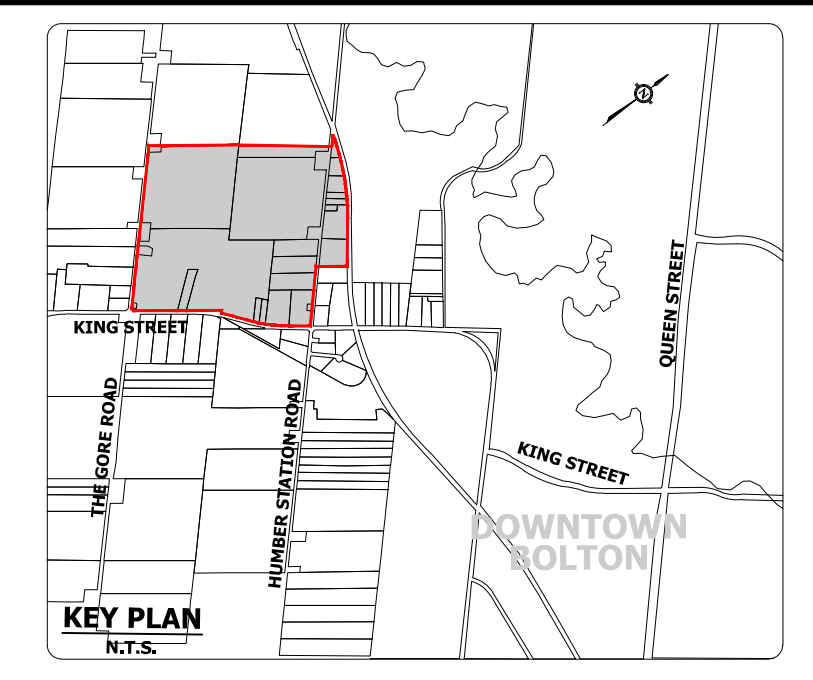 N
QUEEN STREET
KING STREET
THE GORE ROAD
HUMBER STATION ROAD
KING STREET
DOWNTOWN
BOLTON
KEY PLAN
N.T.S.